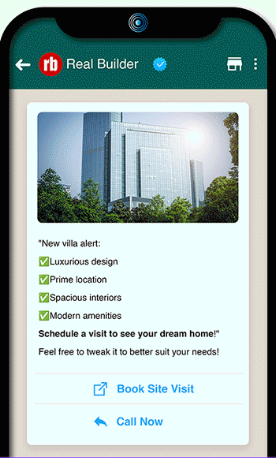 rb Real Builder
"New villa alert:
✅Luxurious design
✅Prime location
✅Spacious interiors
✅Modern amenities
Schedule a visit to see your dream home!"
Feel free to tweak it to better suit your needs!
Book Site Visit
Call Now